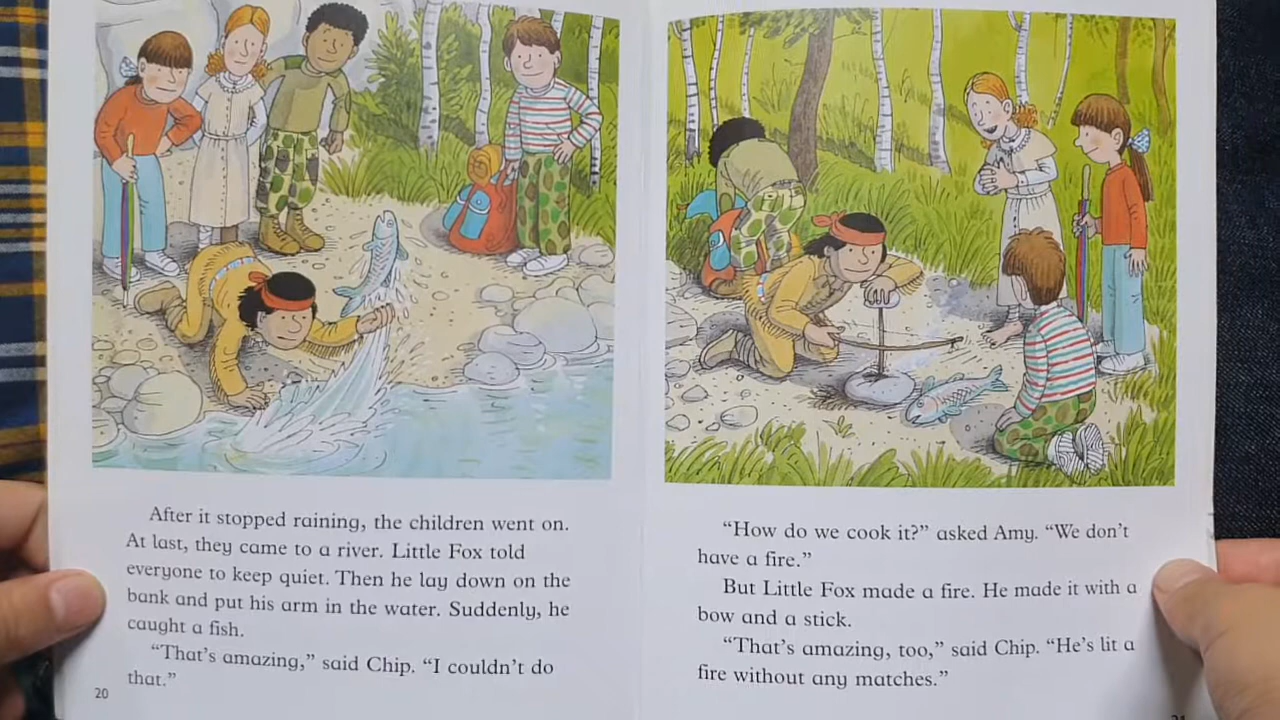 After it stopped raining, the children went on.
At last, they came to a river. Little Fox told
everyone to keep quiet. Then he lay down on the
bank and put his arm in the water. Suddenly, he
caught a fish.
"That's amazing," said Chip. "I couldn't do
that."
20
"How do we cook it?" asked Amy. "We don't
have a fire."
But Little Fox made a fire. He made it with a
bow and a stick.
"That's amazing, too," said Chip. "He's lit a
fire without any matches."